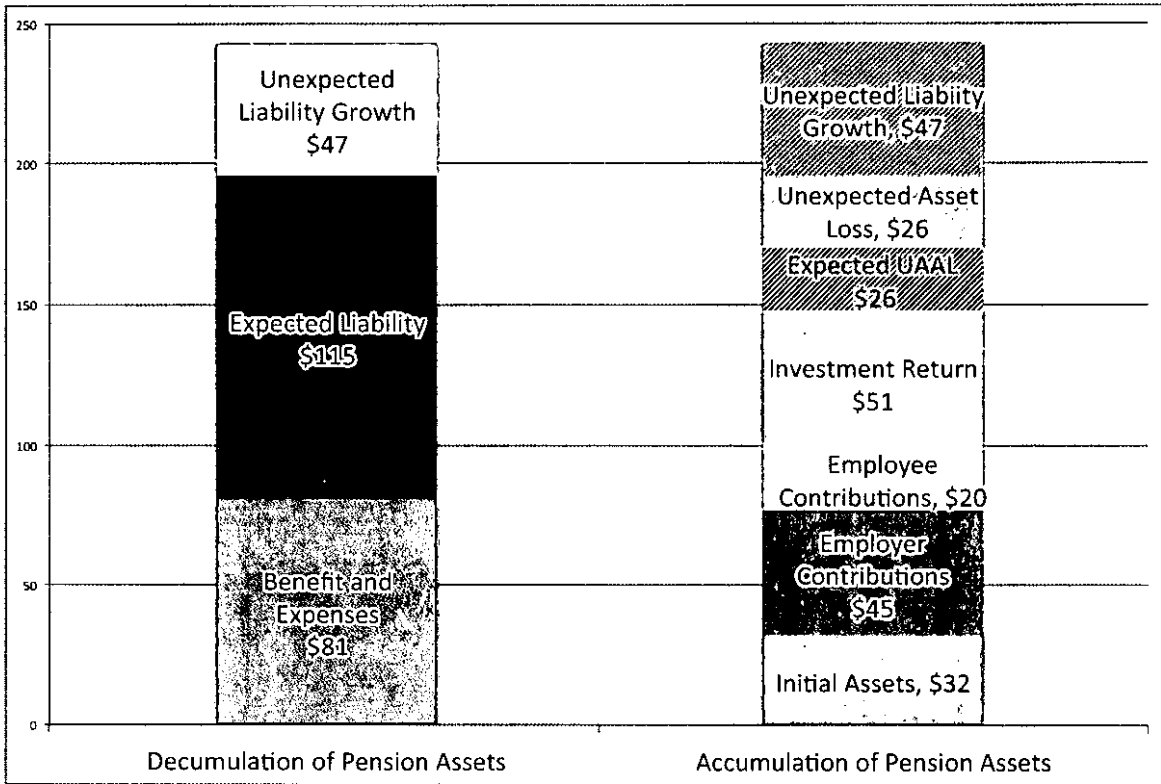 250
200
150
100
50
0
Unexpected
Liability Growth
$47
Expected Liability
$115
Benefit and
Expenses
$81
Unexpected Liabiity
Growth, $47
Unexpected Asset
Loss, $26
Expected UAAL
$26
Investment Return
$51
Employee
Contributions, $20
Employer
Contributions
$45
Initial Assets, $32
Decumulation of Pension Assets
Accumulation of Pension Assets